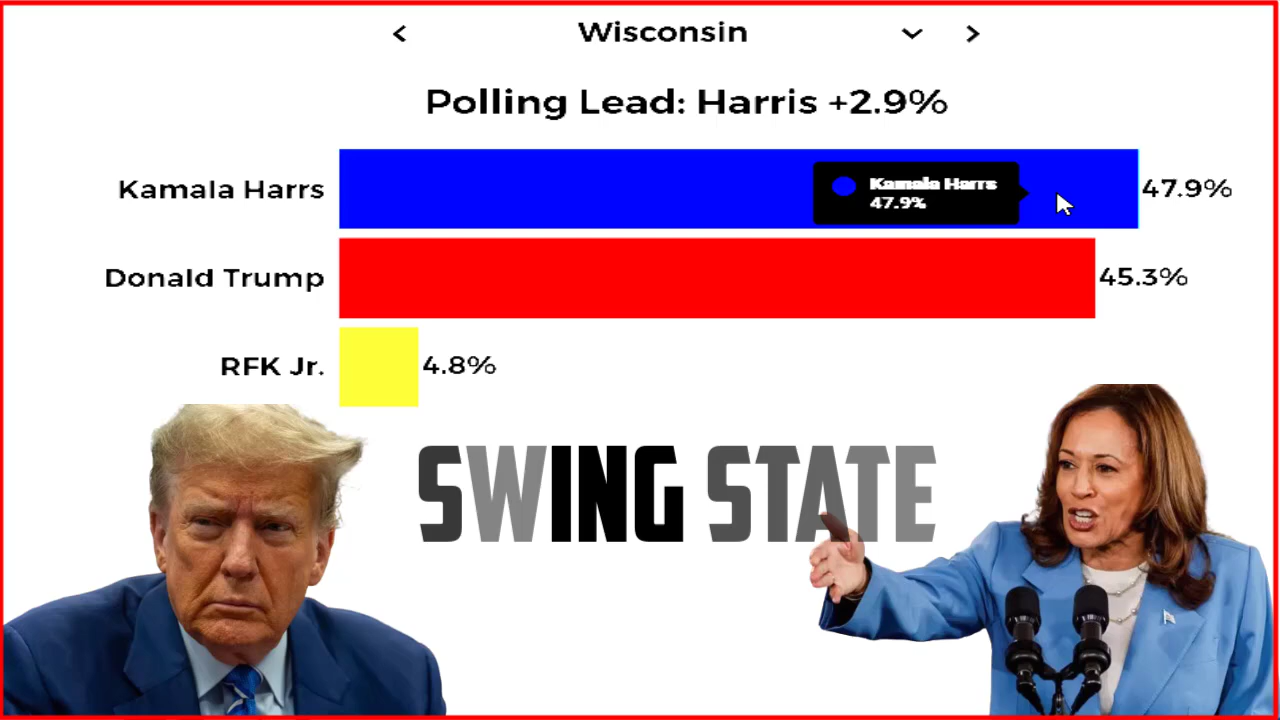 Wisconsin
Polling Lead: Harris +2.9%
Kamala Harrs
Kamala Harrs
47.9%
47.9%
Donald Trump
45.3%
RFK Jr.
4.8%
SWING STATE